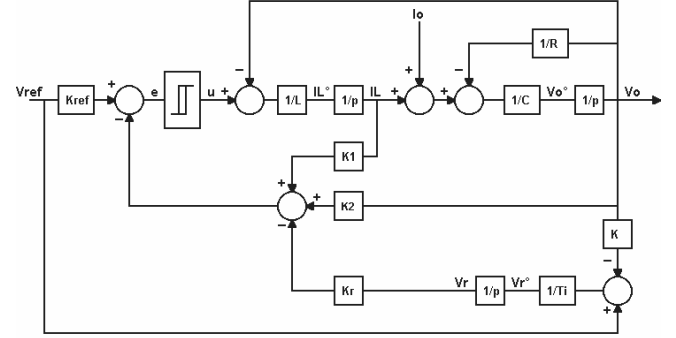 Io
1/R
Vref
Kref
+
−
e
u
+
−
1/L
IL°
1/p
IL
+
+
+
−
1/C
Vo°
1/p
Vo
K1
+
+
−
K2
K
−
+
Kr
Vr
1/p
Vr°
1/Ti